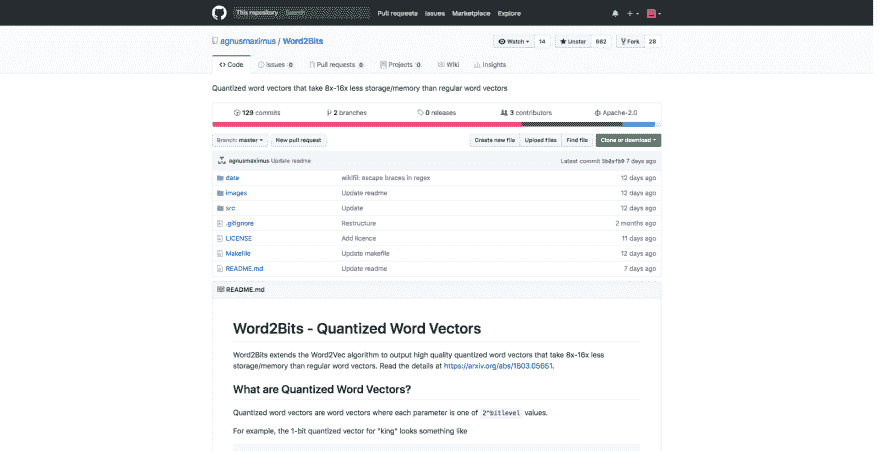 This repository Search Pull requests Issues Marketplace Explore
agnusmaximus / Word2Bits Watch 14 Unstar 682 Fork 28
Code Issues 0 Pull requests 0 Projects 0 Wiki Insights
Quantized word vectors that take 8x-16x less storage/memory than regular word vectors
129 commits 2 branches 0 releases 3 contributors Apache-2.0
Branch: master New pull request Create new file Upload files Find file Clone or download
agnusmaximus Update readme Latest commit 7 days ago
date wikifil: escape braces in regex 12 days ago
images Update readme 12 days ago
src Update 12 days ago
.gitignore Restructure 2 months ago
LICENSE Add licence 11 days ago
Makefile Update makefile 12 days ago
README.md Update readme 7 days ago
README.md
Word2Bits - Quantized Word Vectors
Word2Bits extends the Word2Vec algorithm to output high quality quantized word vectors that take 8x-16x less
storage/memory than regular word vectors. Read the details at https://arxiv.org/abs/1803.05651.
What are Quantized Word Vectors?
Quantized word vectors are word vectors where each parameter is one of 2^bitlevel values.
For example, the 1-bit quantized vector for "king" looks something like